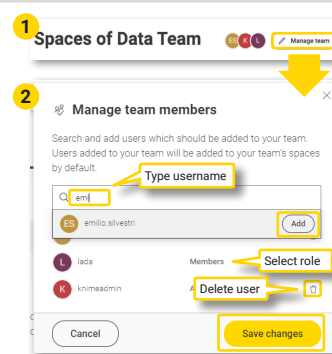 1
Spaces of Data Team
ES K L
Manage team
2
Manage team members
Search and add users which should be added to your team.
Users added to your team will be added to your team's spaces
by default.
Type username
emi
ES emilio.silvestri Add
L lada Members
Select role
K knimeadmin A
Delete user
Cancel Save changes